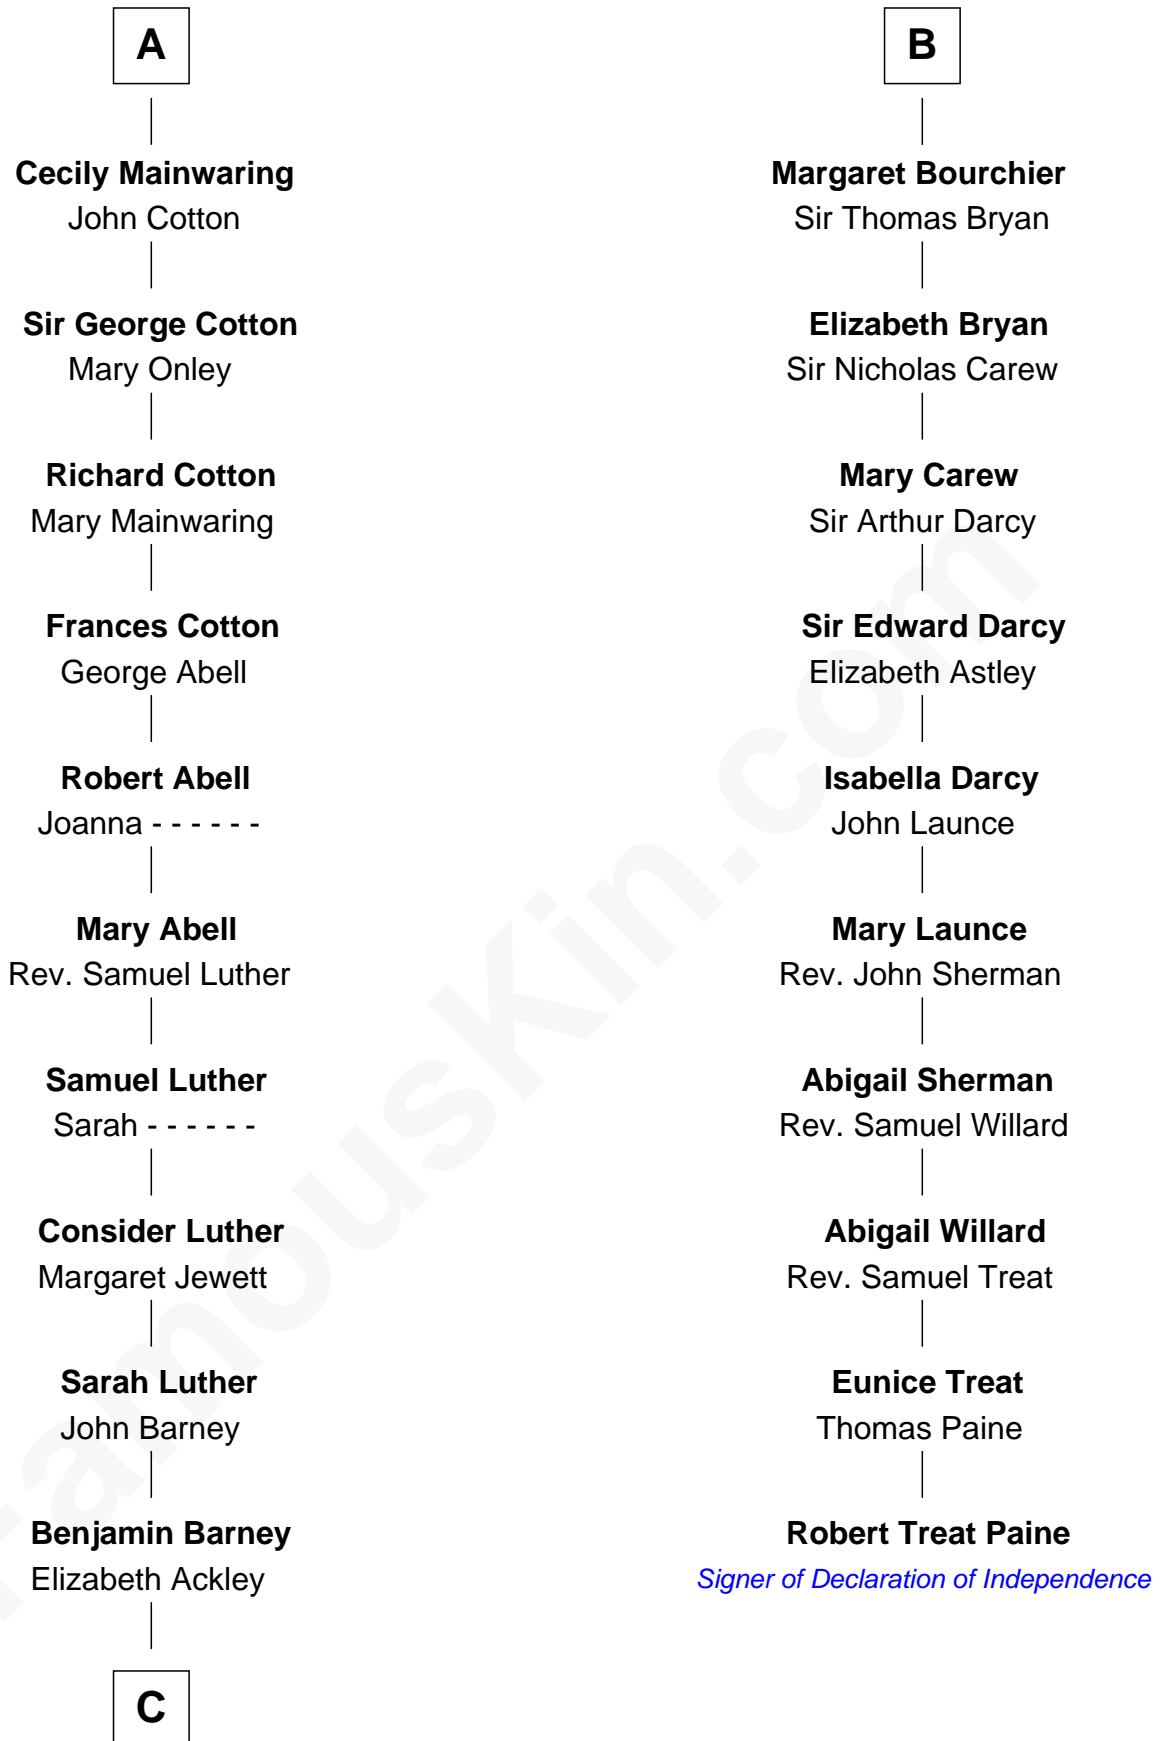 A
Cecily Mainwaring
John Cotton
Sir George Cotton
Mary Onley
Richard Cotton
Mary Mainwaring
Frances Cotton
George Abell
Robert Abell
Joanna - - - - - -
Mary Abell
Rev. Samuel Luther
Samuel Luther
Sarah - - - - - -
Consider Luther
Margaret Jewett
Sarah Luther
John Barney
Benjamin Barney
Elizabeth Ackley
C
B
Margaret Bourchier
Sir Thomas Bryan
Elizabeth Bryan
Sir Nicholas Carew
Mary Carew
Sir Arthur Darcy
Sir Edward Darcy
Elizabeth Astley
Isabella Darcy
John Launce
Mary Launce
Rev. John Sherman
Abigail Sherman
Rev. Samuel Willard
Abigail Willard
Rev. Samuel Treat
Eunice Treat
Thomas Paine
Robert Treat Paine
Signer of Declaration of Independence
FamousKin.com